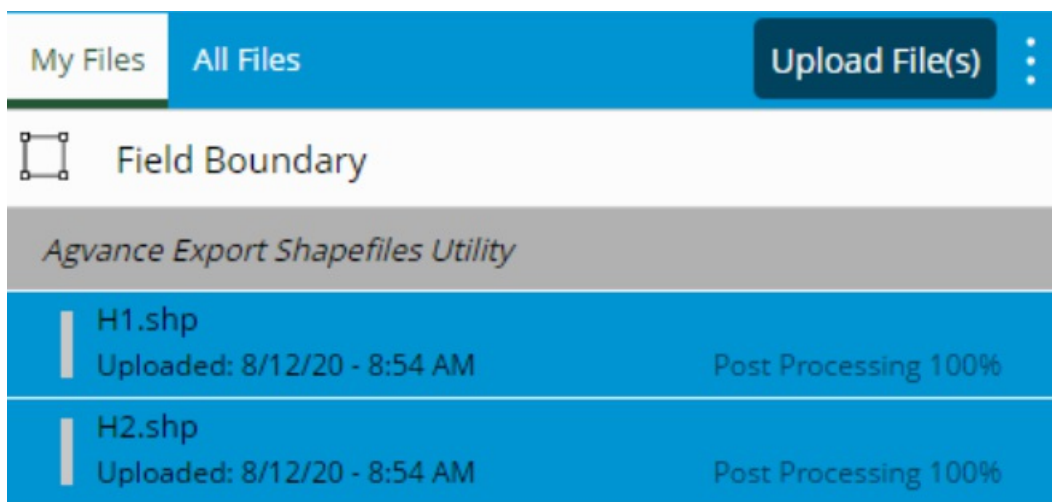 My Files All Files Upload File(s)
Field Boundary
Agvance Export Shapefiles Utility
H1.shp
Uploaded: 8/12/20 - 8:54 AM Post Processing 100%
H2.shp
Uploaded: 8/12/20 - 8:54 AM Post Processing 100%